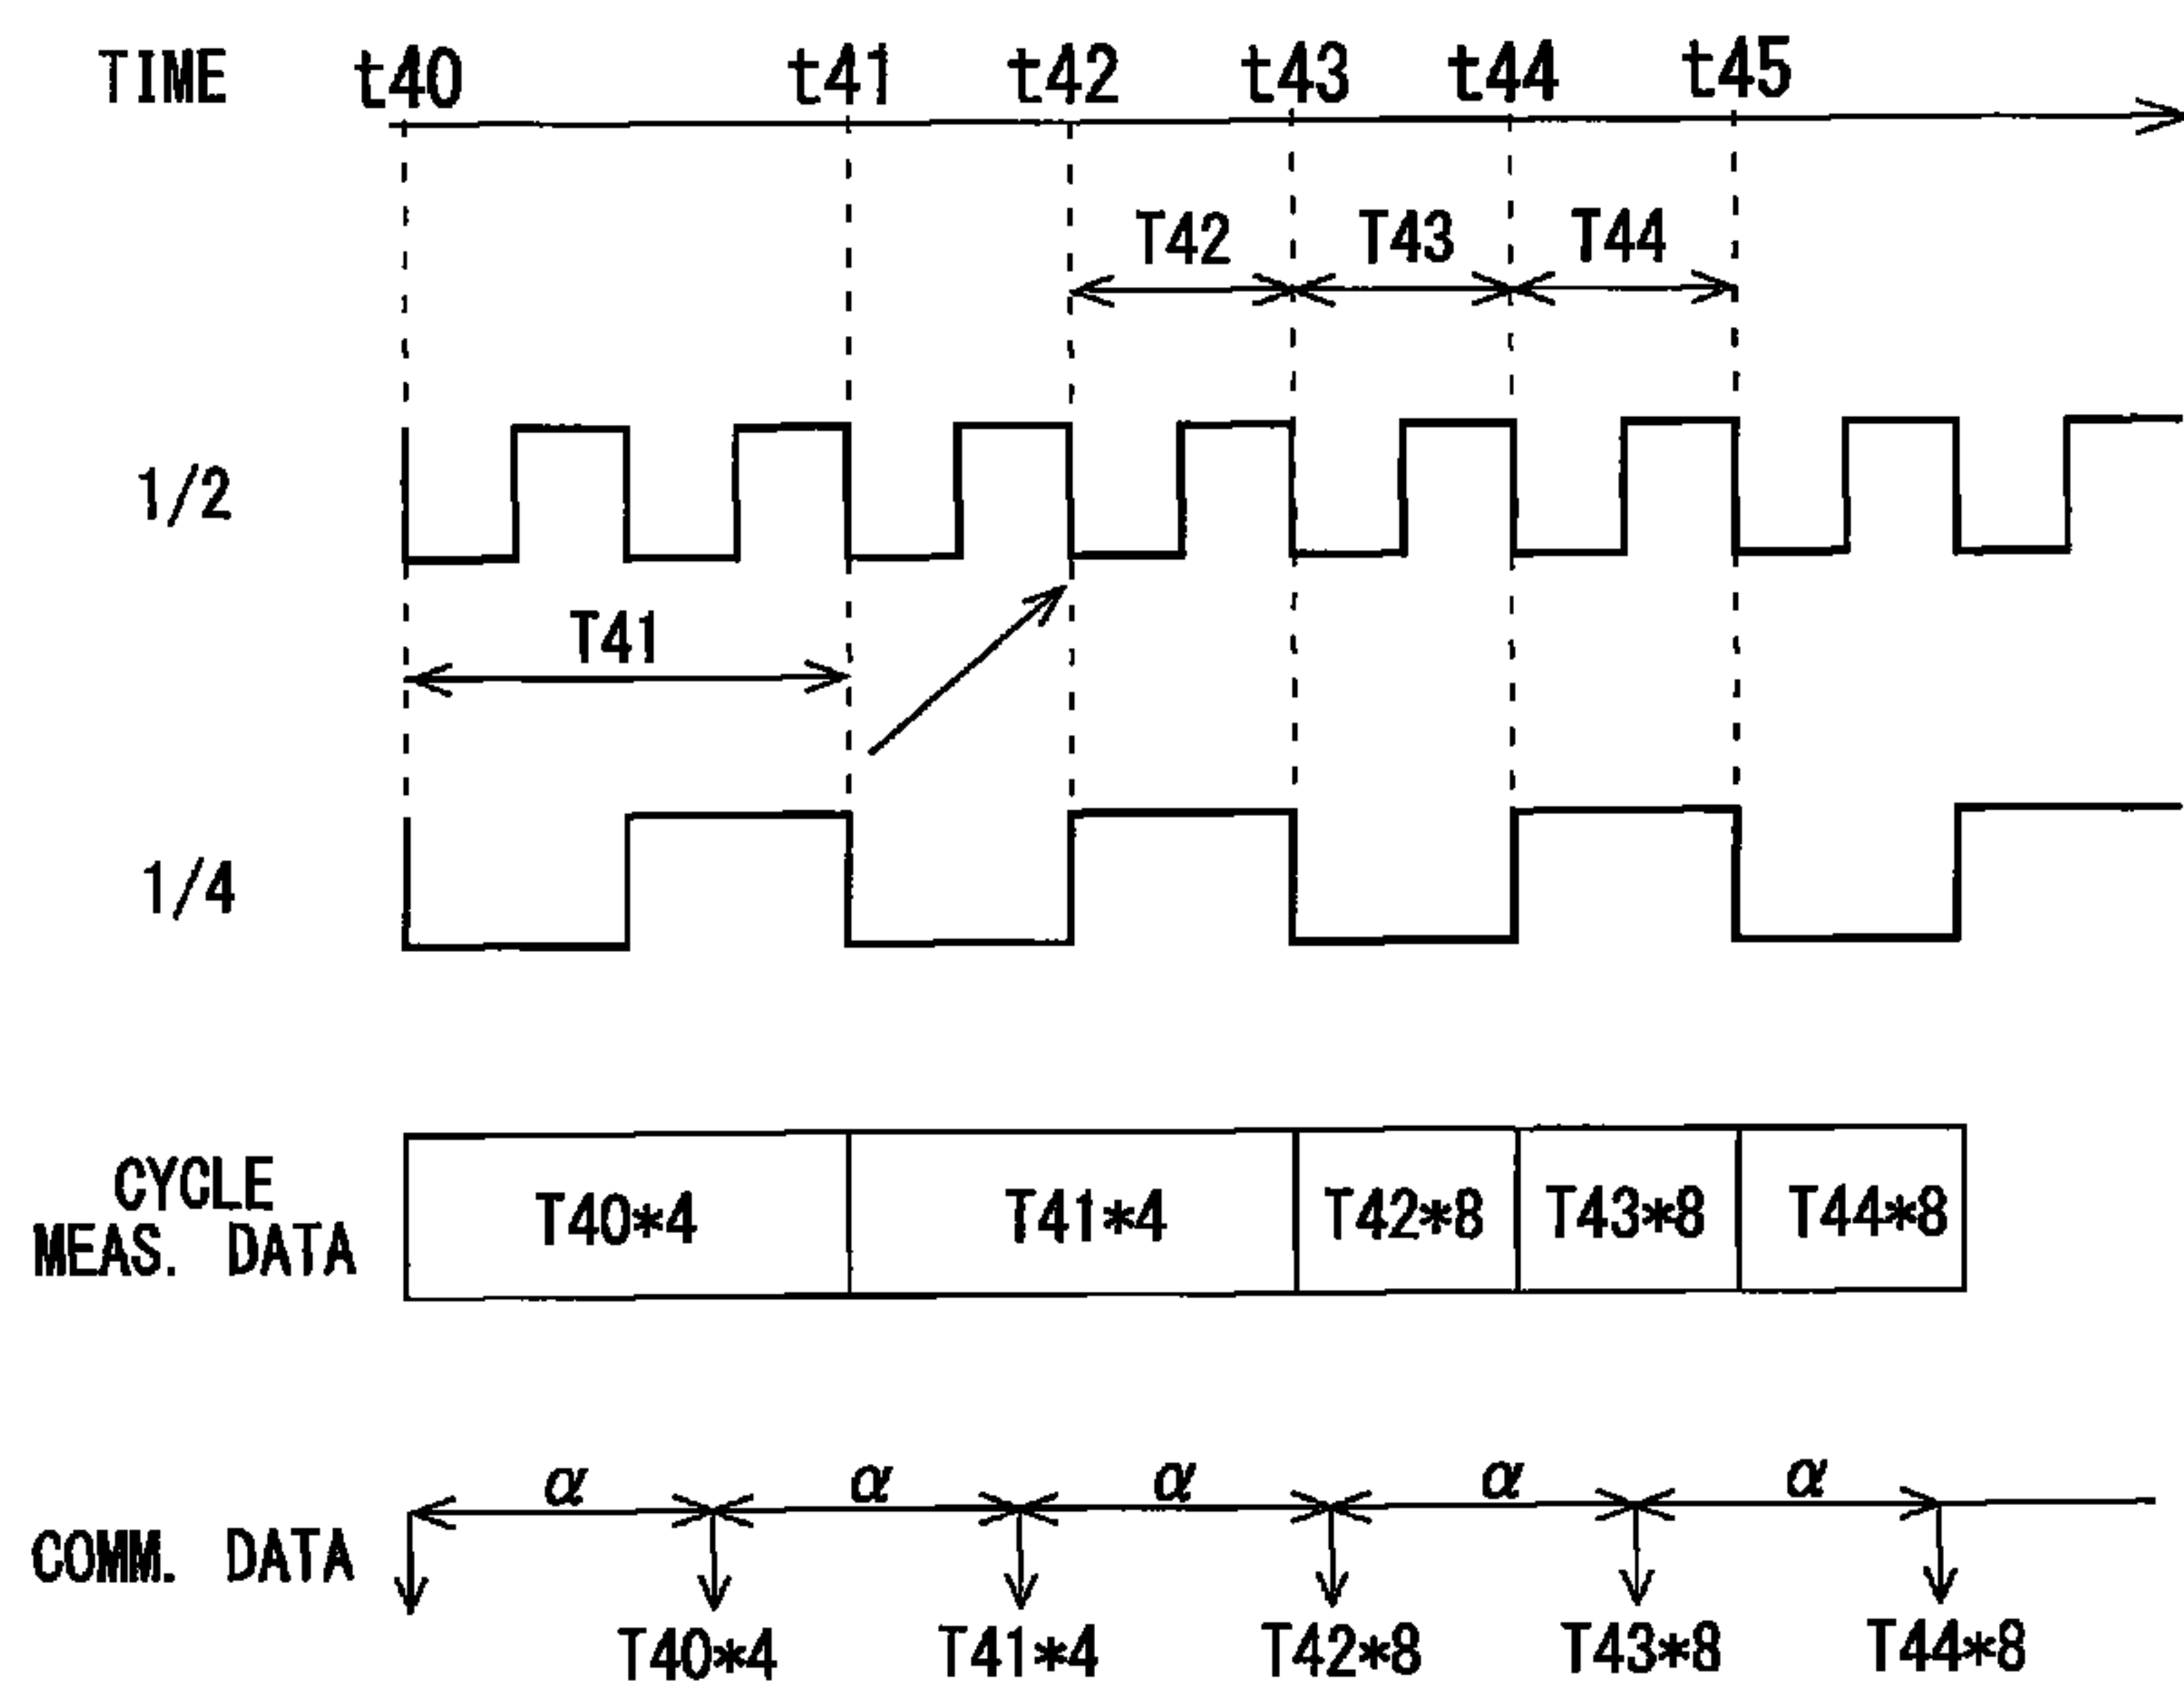 TIME t40 t41 t42 t43 t44 t45
T42 T43 T44
1/2
T41
1/4
CYCLE
MEAS. DATA
T40*4 T41*4 T42*8 T43*8 T44*8
α α α α α
COMM. DATA
T40*4 T41*4 T42*8 T43*8 T44*8